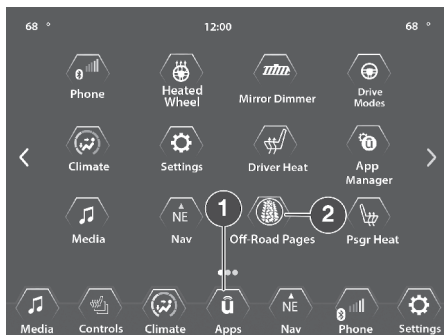 68 ° 12:00 68 °
Phone Heated Wheel Mirror Dimmer Drive Modes
Climate Settings Driver Heat App Manager
NE 1 2
Media Nav Off-Road Pages Psgr Heat
û NE
Media Controls Climate Apps Nav Phone Settings